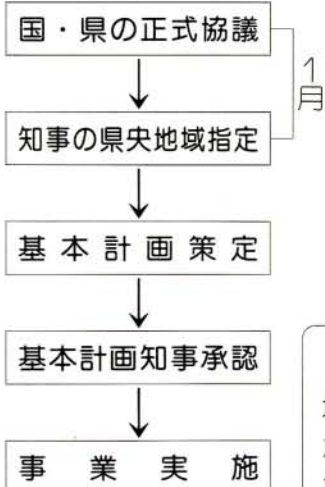 国・県の正式協議
1月
知事の県央地域指定
基本計画策定
基本計画知事承認
事業実施